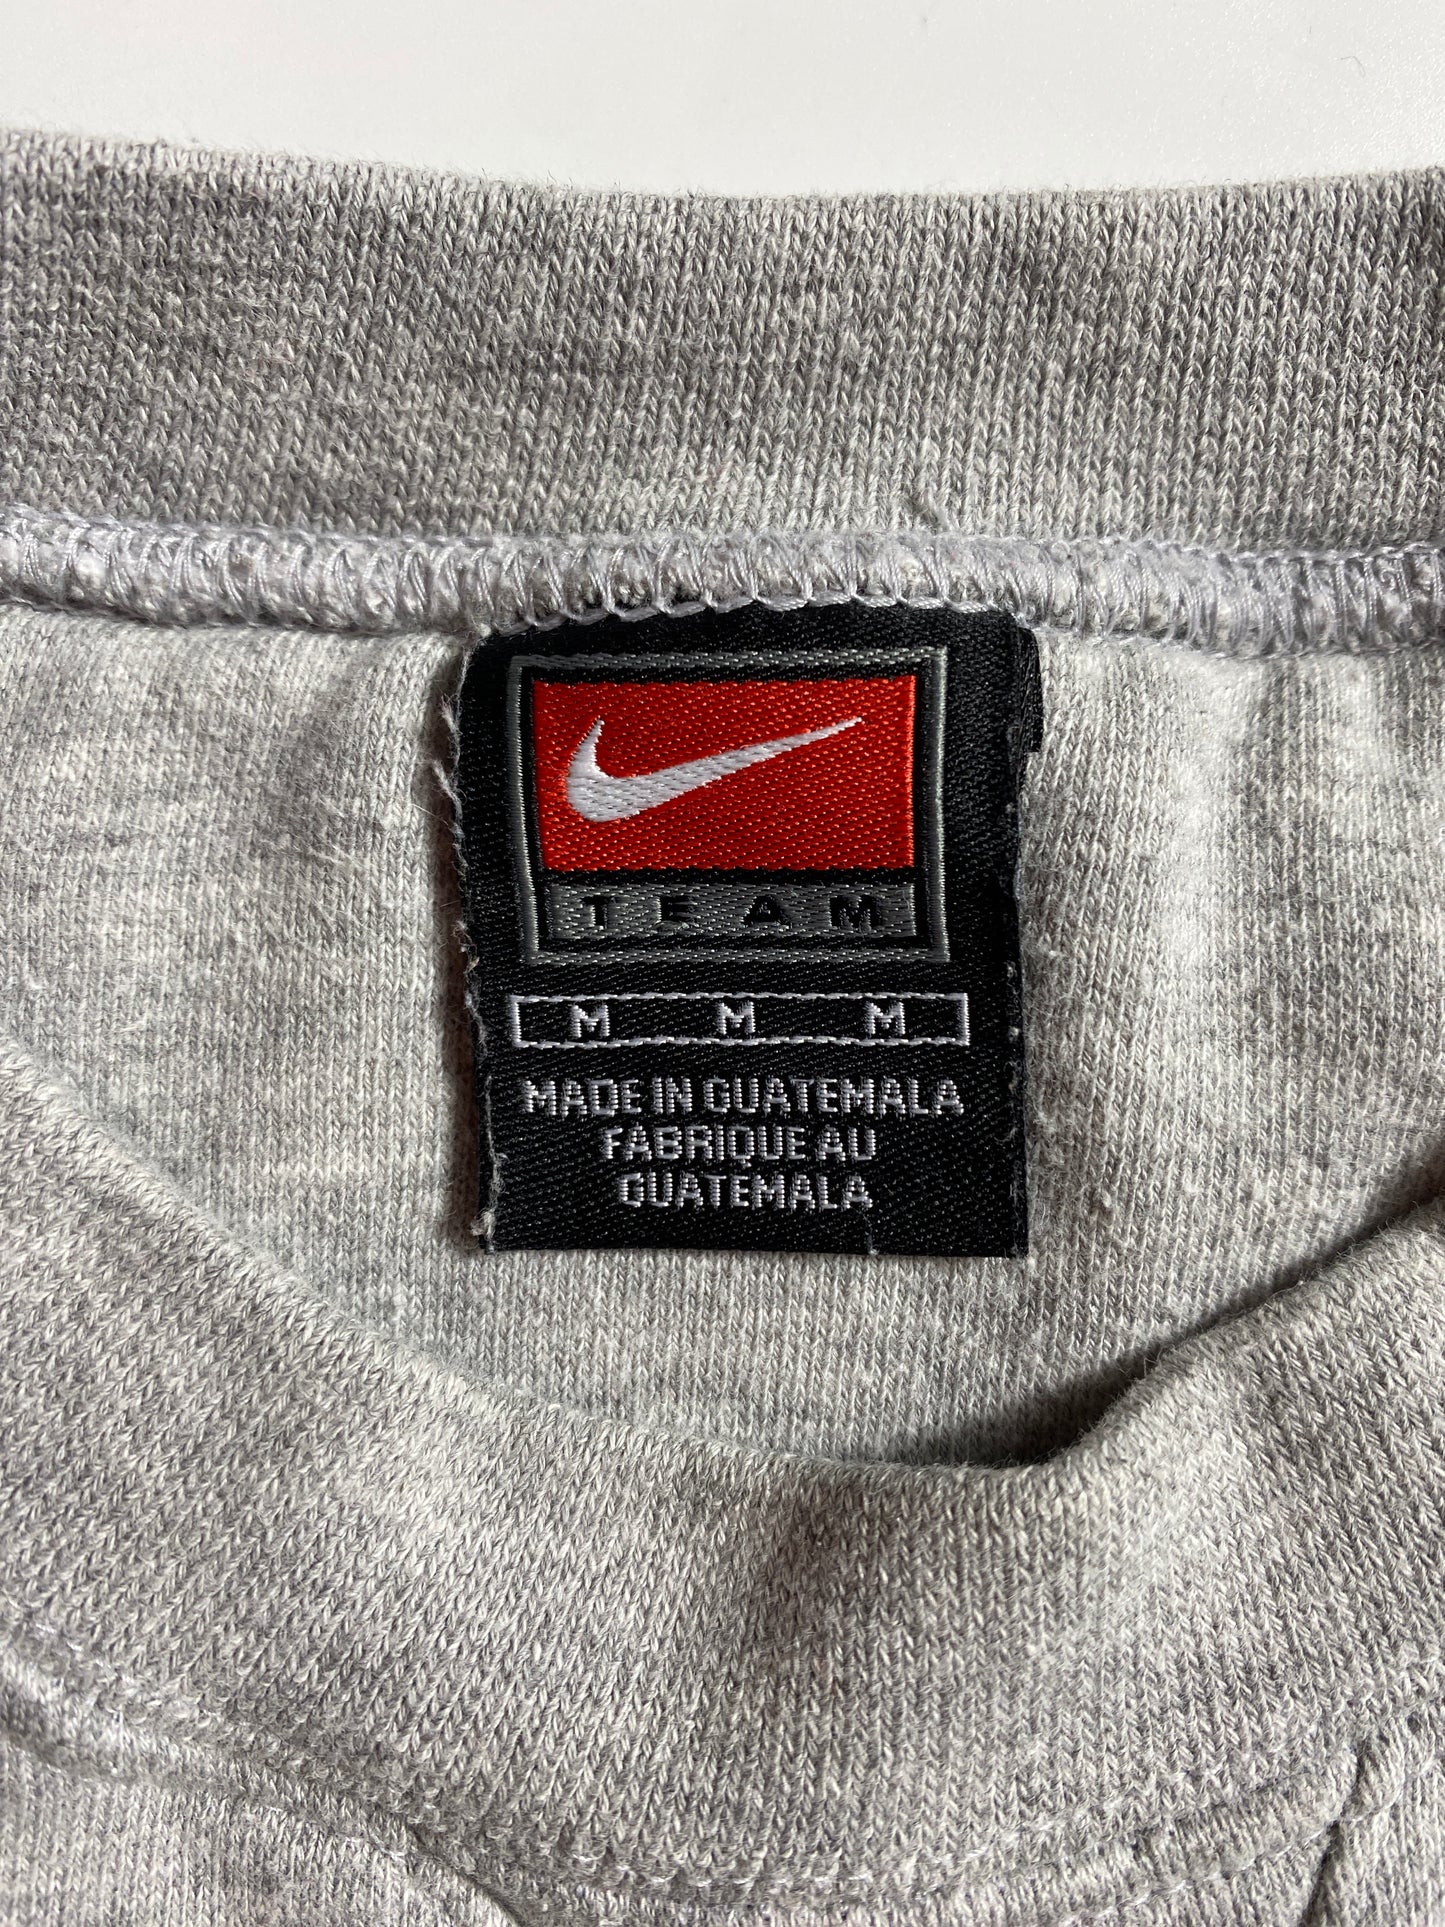 TEAM
M M M
MADE IN GUATEMALA
FABRIQUE AU
GUATEMALA